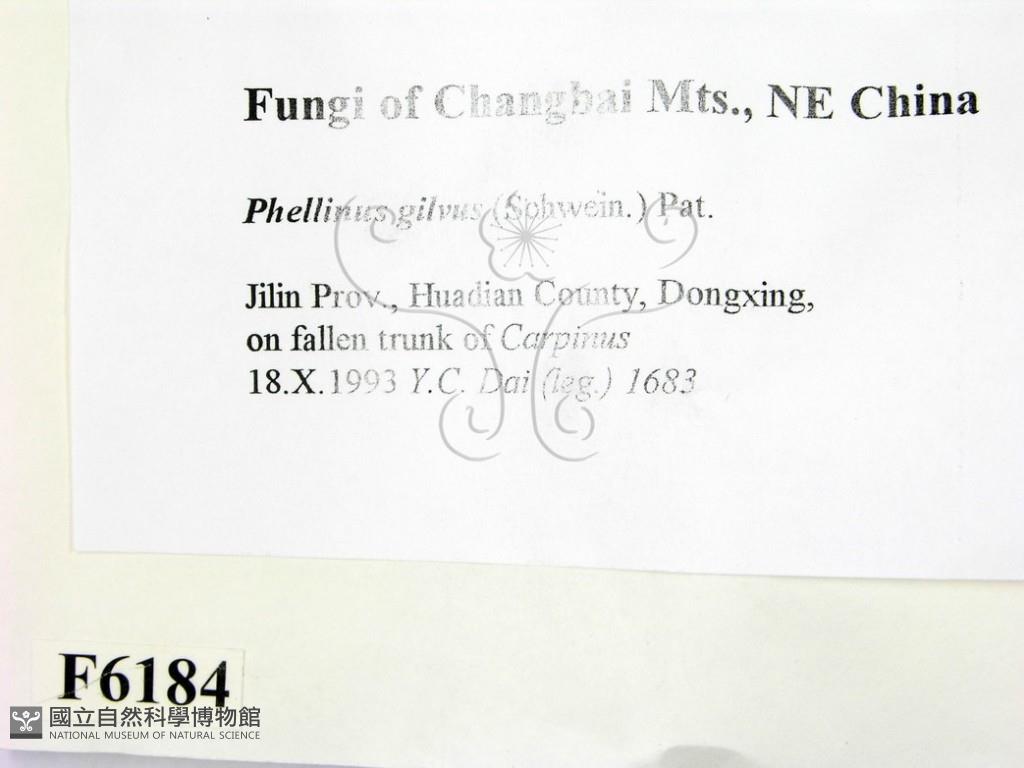 Fungi of Changbai Mts., NE China
Phellinus gilvus (Schwein.) Pat.
Jilin Prov., Huadian County, Dongxing,
on fallen trunk of Carpinus
18.X.1993 Y.C. Dai (leg.) 1683
F6184
國立自然科學博物館
NATIONAL MUSEUM OF NATURAL SCIENCE